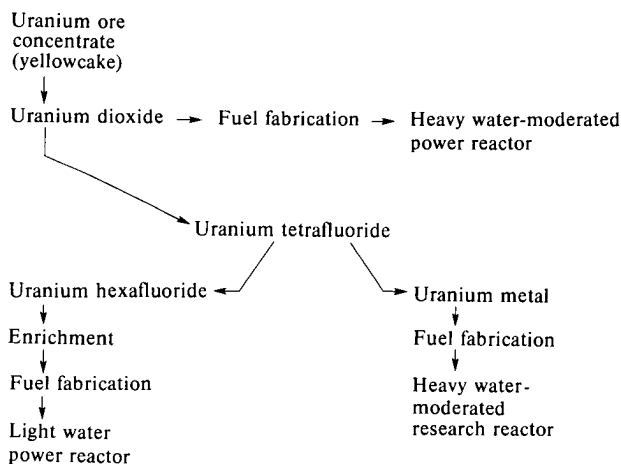 Uranium ore
concentrate
(yellowcake)
Uranium dioxide
Fuel fabrication
Heavy water-moderated
power reactor
Uranium tetrafluoride
Uranium hexafluoride
Enrichment
Fuel fabrication
Light water
power reactor
Uranium metal
Fuel fabrication
Heavy water-
moderated
research reactor